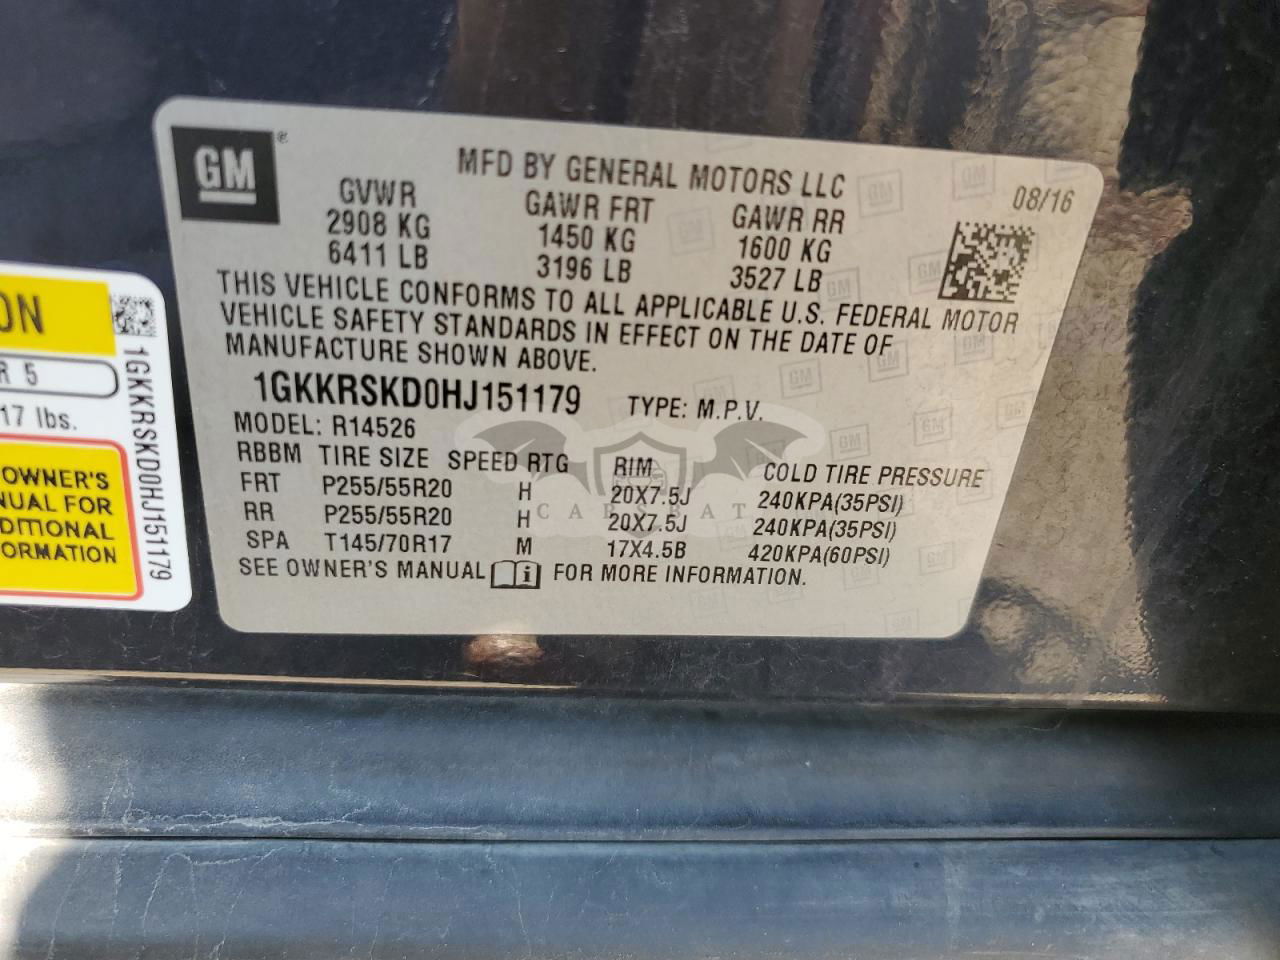 GM
MFD BY GENERAL MOTORS LLC
08/16
GVWR GAWR FRT GAWR RR
2908 KG 1450 KG 1600 KG
6411 LB 3196 LB 3527 LB
THIS VEHICLE CONFORMS TO ALL APPLICABLE U.S. FEDERAL MOTOR
VEHICLE SAFETY STANDARDS IN EFFECT ON THE DATE OF
MANUFACTURE SHOWN ABOVE.
1GKKRSKD0HJ151179 TYPE: M.P.V.
MODEL: R14526
RBBM TIRE SIZE SPEED RTG RIM COLD TIRE PRESSURE
FRT P255/55R20 H 20X7.5J 240KPA(35PSI)
RR P255/55R20 H 20X7.5J 240KPA(35PSI)
SPA T145/70R17 M 17X4.5B 420KPA(60PSI)
SEE OWNER'S MANUAL i FOR MORE INFORMATION.
CARSBAT
ON
R 5
17 lbs.
OWNER'S
NUAL FOR
DITIONAL
FORMATION
1GKKRSKD0HJ151179